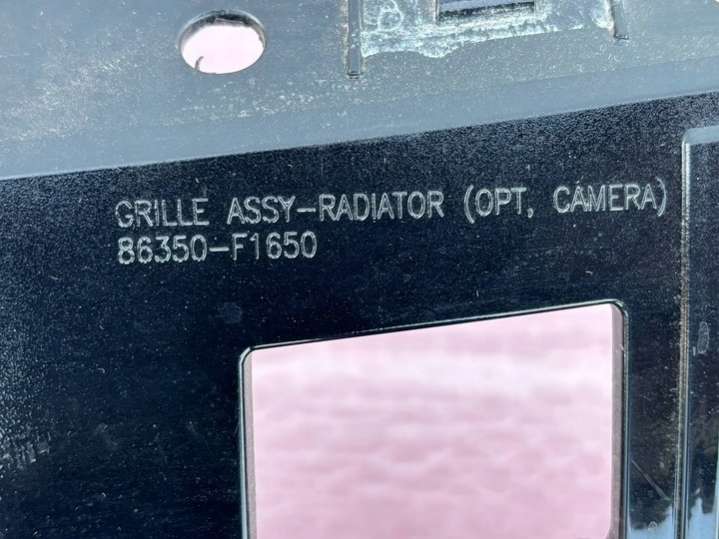 GRILLE ASSY-RADIATOR (OPT, CAMERA)
86350-F1650